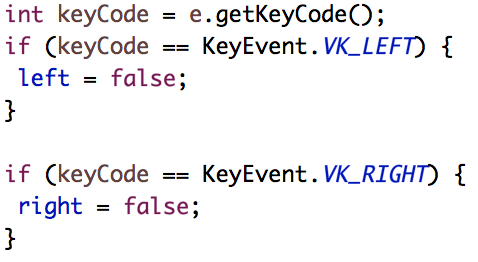 int keyCode = e.getKeyCode();
if (keyCode == KeyEvent.VK_LEFT) {
 left = false;
}

if (keyCode == KeyEvent.VK_RIGHT) {
 right = false;
}